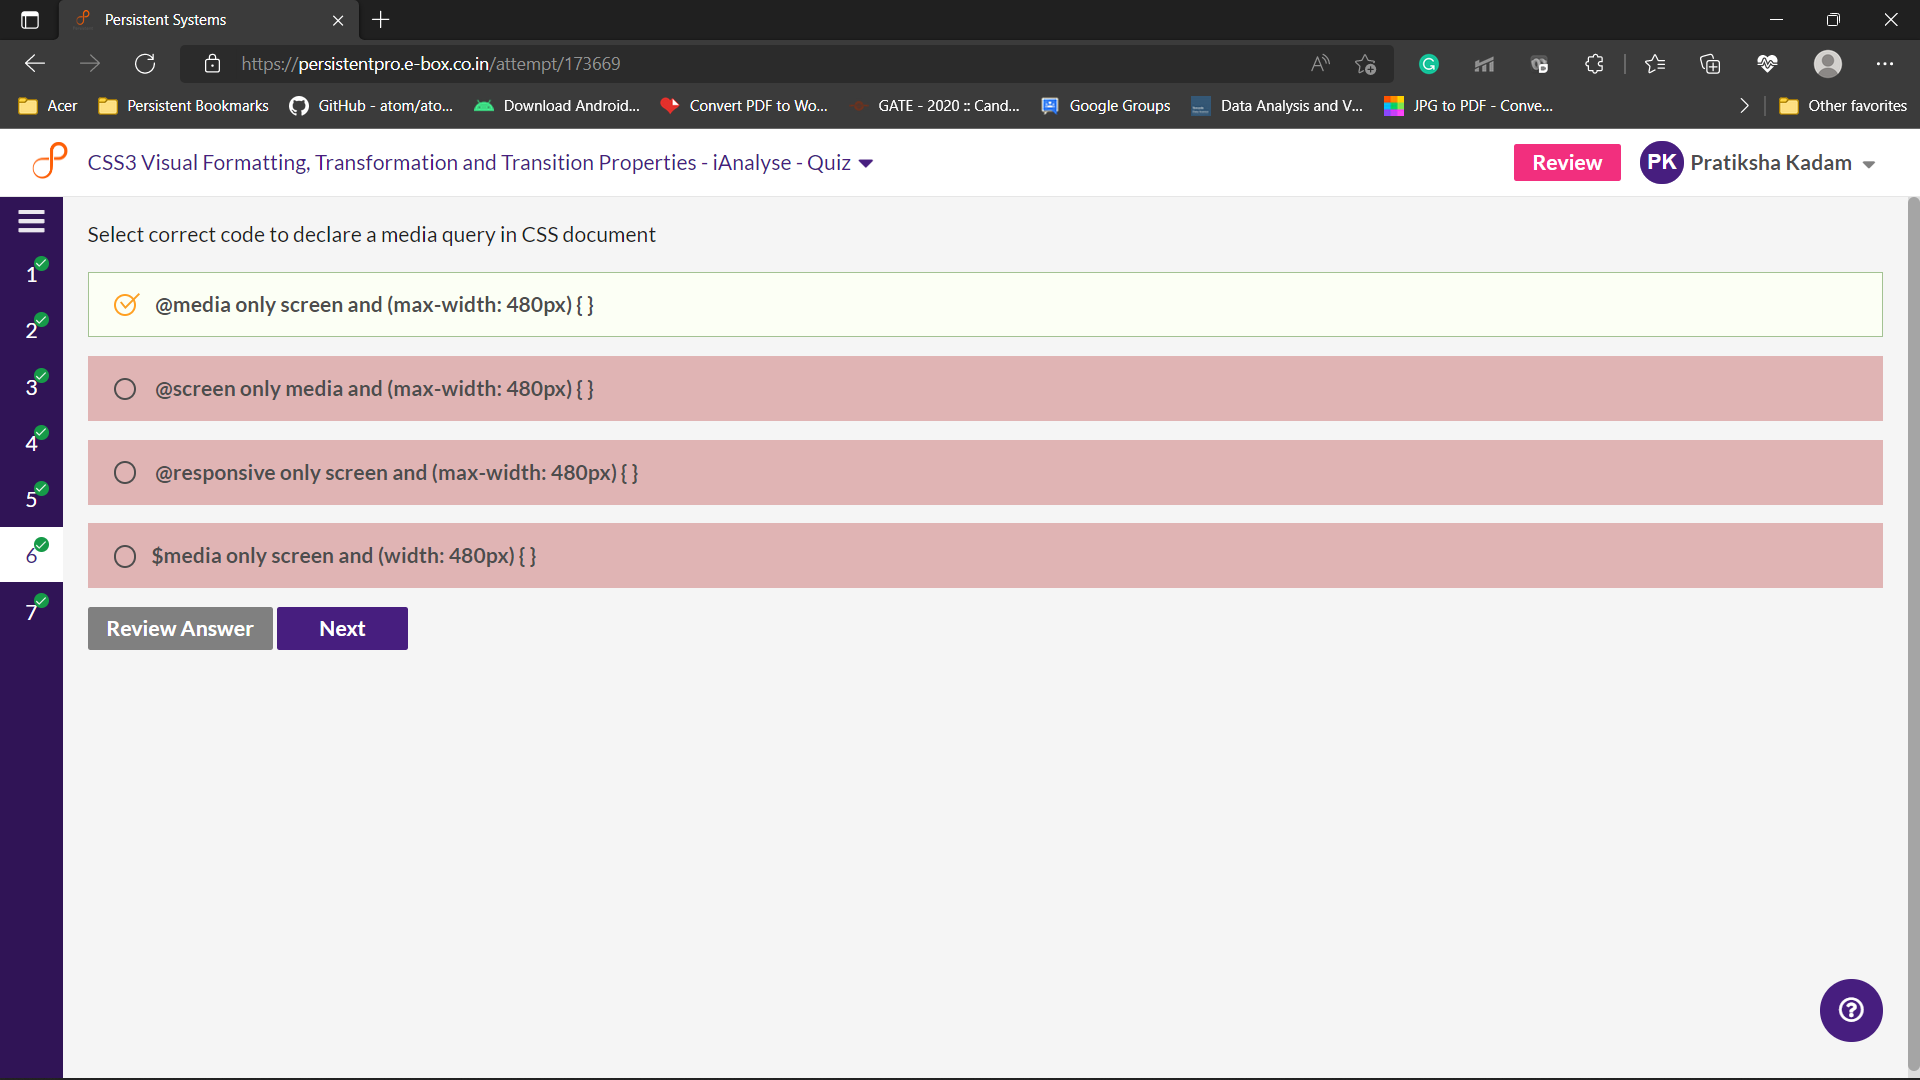 Persistent Systems
https://persistentpro.e-box.co.in/attempt/173669
Acer
Persistent Bookmarks
GitHub - atom/ato...
Download Android...
Convert PDF to Wo...
GATE - 2020 :: Cand...
Google Groups
Data Analysis and V...
JPG to PDF - Conve...
Other favorites
CSS3 Visual Formatting, Transformation and Transition Properties - iAnalyse - Quiz
Review
PK
Pratiksha Kadam
Select correct code to declare a media query in CSS document
1
@media only screen and (max-width: 480px) { }
2
3
@screen only media and (max-width: 480px) { }
4
@responsive only screen and (max-width: 480px) { }
5
6
$media only screen and (width: 480px) { }
7
Review Answer
Next